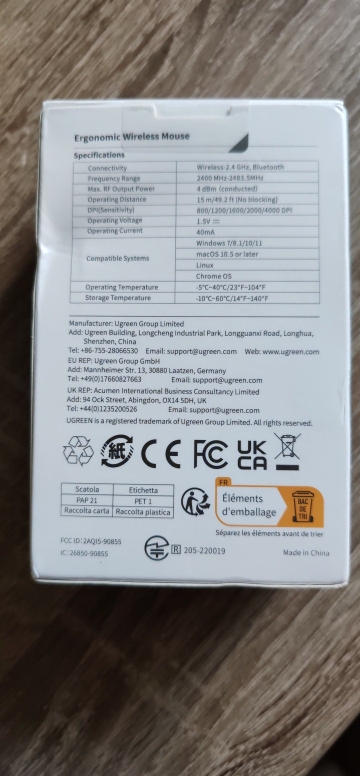 Ergonomic Wireless Mouse
Specifications
Connectivity Wireless 2.4 GHz, Bluetooth
Frequency Range 2400 MHz-2483.5MHz
Max. RF Output Power 4 dBm (conducted)
Operating Distance 15 m/49.2 ft (No blocking)
DPI(Sensitivity) 800/1200/1600/2000/4000 DPI
Operating Voltage 1.5V ⎓
Operating Current 40mA
Compatible Systems Windows 7/8.1/10/11
macOS 10.5 or later
Linux
Chrome OS
Operating Temperature -5°C~40°C/23°F~104°F
Storage Temperature -10°C~60°C/14°F~140°F
Manufacturer: Ugreen Group Limited
Add: Ugreen Building, Longcheng Industrial Park, Longguanxi Road, Longhua,
Shenzhen, China
Tel: +86-755-28066530 Email: support@ugreen.com Web: www.ugreen.com
EU REP: Ugreen Group GmbH
Add: Mannheimer Str. 13, 30880 Laatzen, Germany
Tel: +49(0)17660827663 Email: support@ugreen.com
UK REP: Acumen International Business Consultancy Limited
Add: 94 Ock Street, Abingdon, OX14 5DH, UK
Tel: +44(0)1235200526 Email: support@ugreen.com
UGREEN is a registered trademark of Ugreen Group Limited. All rights reserved.
紙 CE FC UK CA
Scatola Etichetta
PAP 21 PET 1
Raccolta carta Raccolta plastica
FR
Éléments
d'emballage
BAC
DE
TRI
Séparez les éléments avant de trier
FCC ID: 2AQI5-90855
IC: 26850-90855
R 205-220019
Made in China